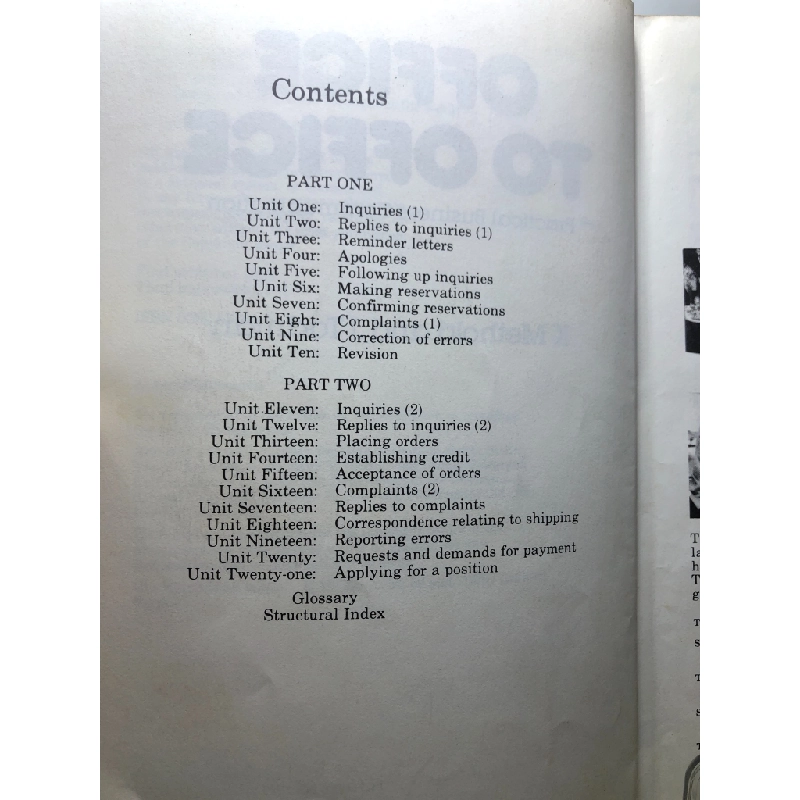 Contents
PART ONE
Unit One: Inquiries (1)
Unit Two: Replies to inquiries (1)
Unit Three: Reminder letters
Unit Four: Apologies
Unit Five: Following up inquiries
Unit Six: Making reservations
Unit Seven: Confirming reservations
Unit Eight: Complaints (1)
Unit Nine: Correction of errors
Unit Ten: Revision
PART TWO
Unit Eleven: Inquiries (2)
Unit Twelve: Replies to inquiries (2)
Unit Thirteen: Placing orders
Unit Fourteen: Establishing credit
Unit Fifteen: Acceptance of orders
Unit Sixteen: Complaints (2)
Unit Seventeen: Replies to complaints
Unit Eighteen: Correspondence relating to shipping
Unit Nineteen: Reporting errors
Unit Twenty: Requests and demands for payment
Unit Twenty-one: Applying for a position
Glossary
Structural Index
OFFICE
TO OFFICE